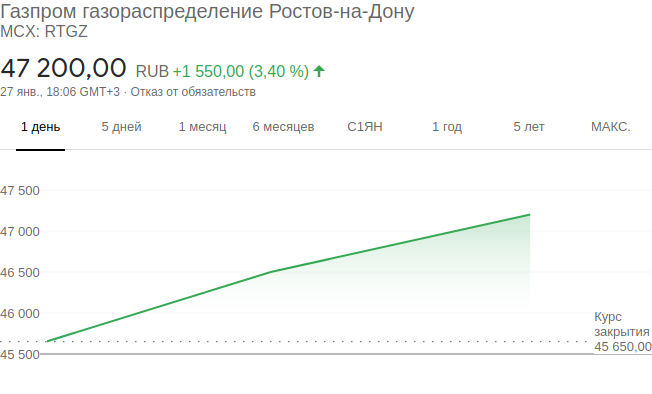 Газпром газораспределение Ростов-на-Дону
MCX: RTGZ
47 200,00 RUB +1 550,00 (3,40 %)
27 янв., 18:06 GMT+3 · Отказ от обязательств
1 день 5 дней 1 месяц 6 месяцев С1ЯН 1 год 5 лет МАКС.
47 500
47 000
46 500
46 000
45 500
Курс
закрытия
45 650,00